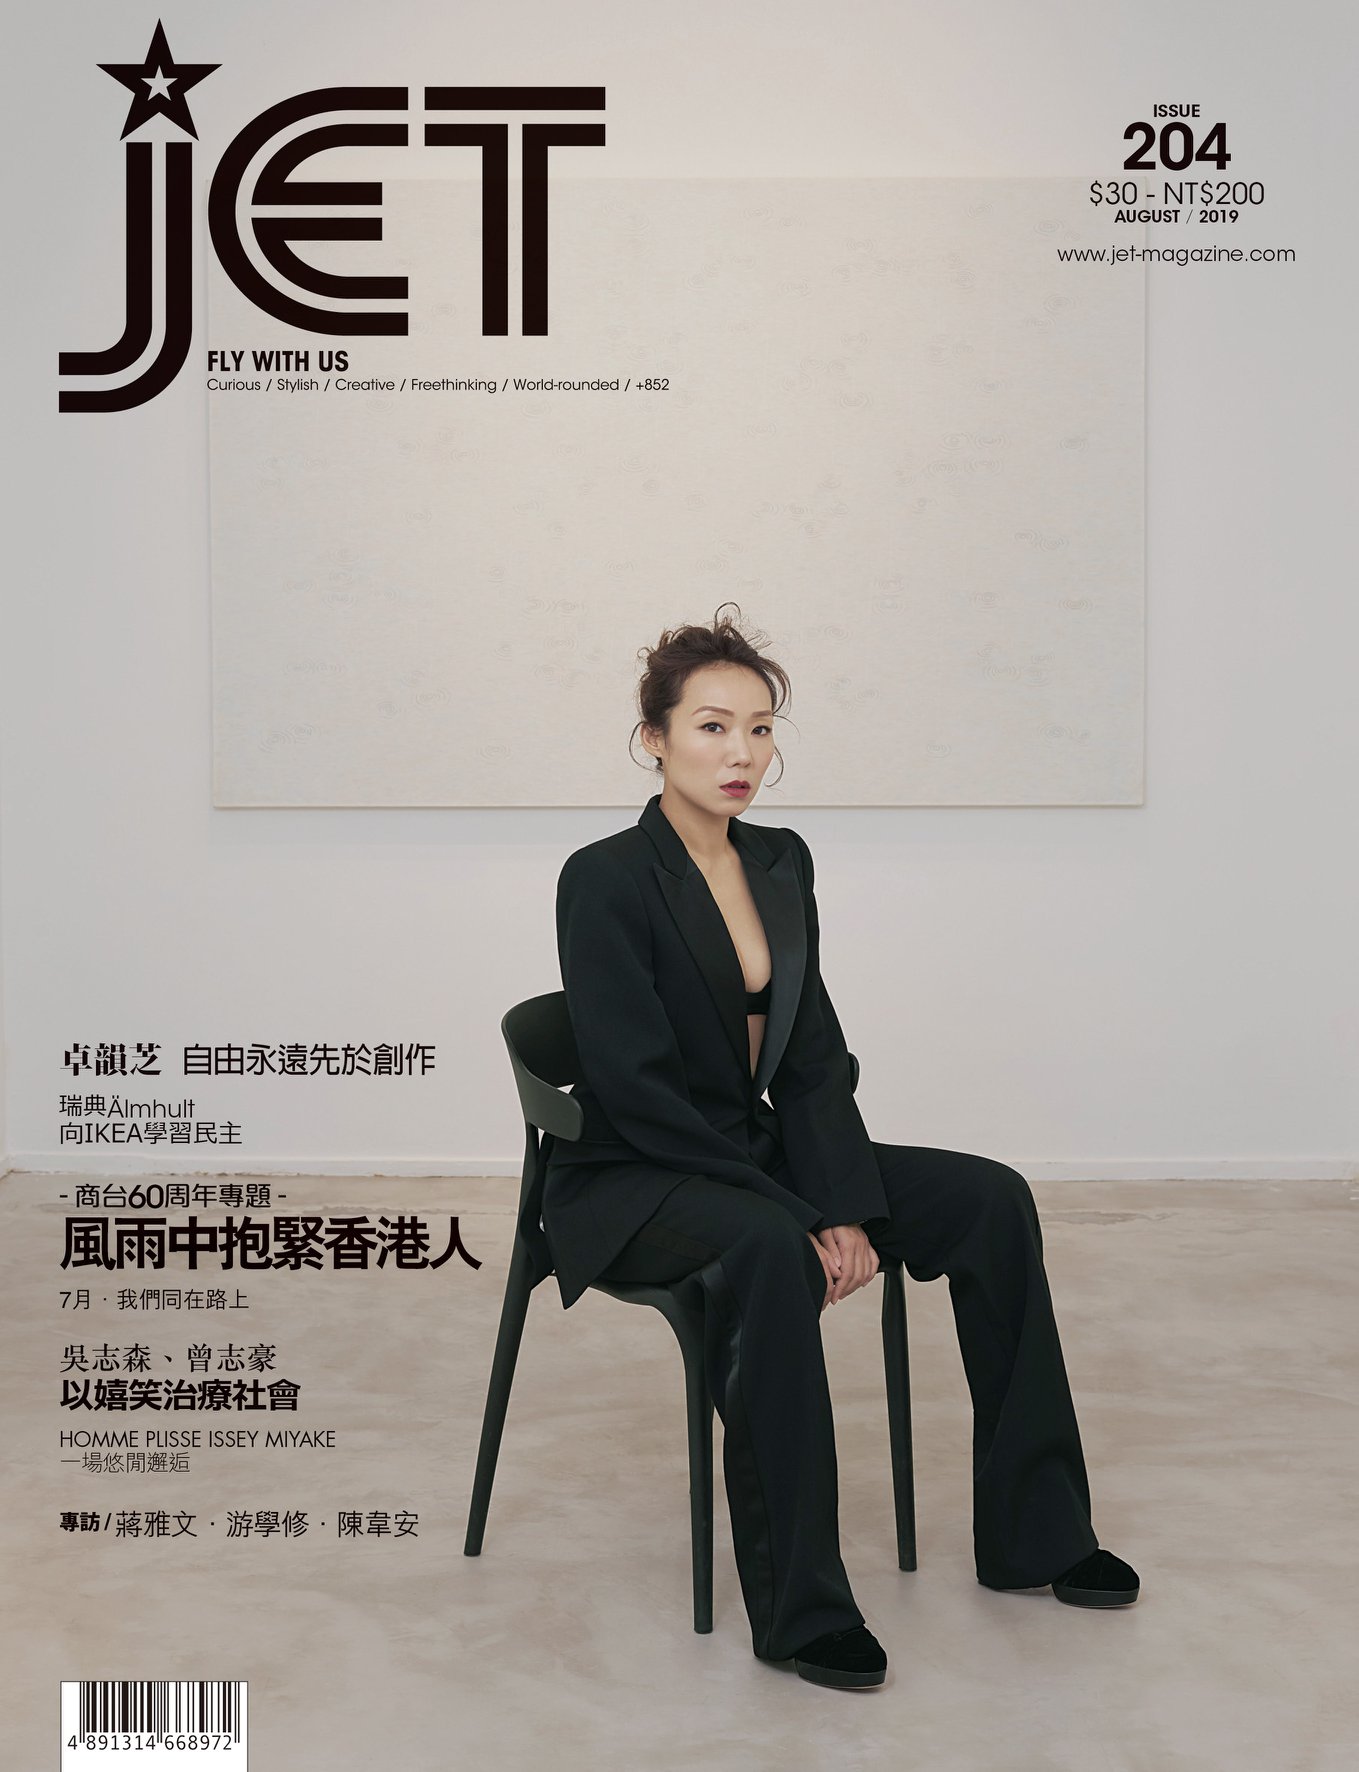 JET
FLY WITH US
Curious / Stylish / Creative / Freethinking / World-rounded / +852
ISSUE
204
$30 - NT$200
AUGUST / 2019
www.jet-magazine.com
卓韻芝 自由永遠先於創作
瑞典Älmhult
向IKEA學習民主
- 商台60周年專題 -
風雨中抱緊香港人
7月・我們同在路上
吳志森、曾志豪
以嬉笑治療社會
HOMME PLISSE ISSEY MIYAKE
一場悠閒邂逅
專訪 / 蔣雅文・游學修・陳韋安
4 891314 668972